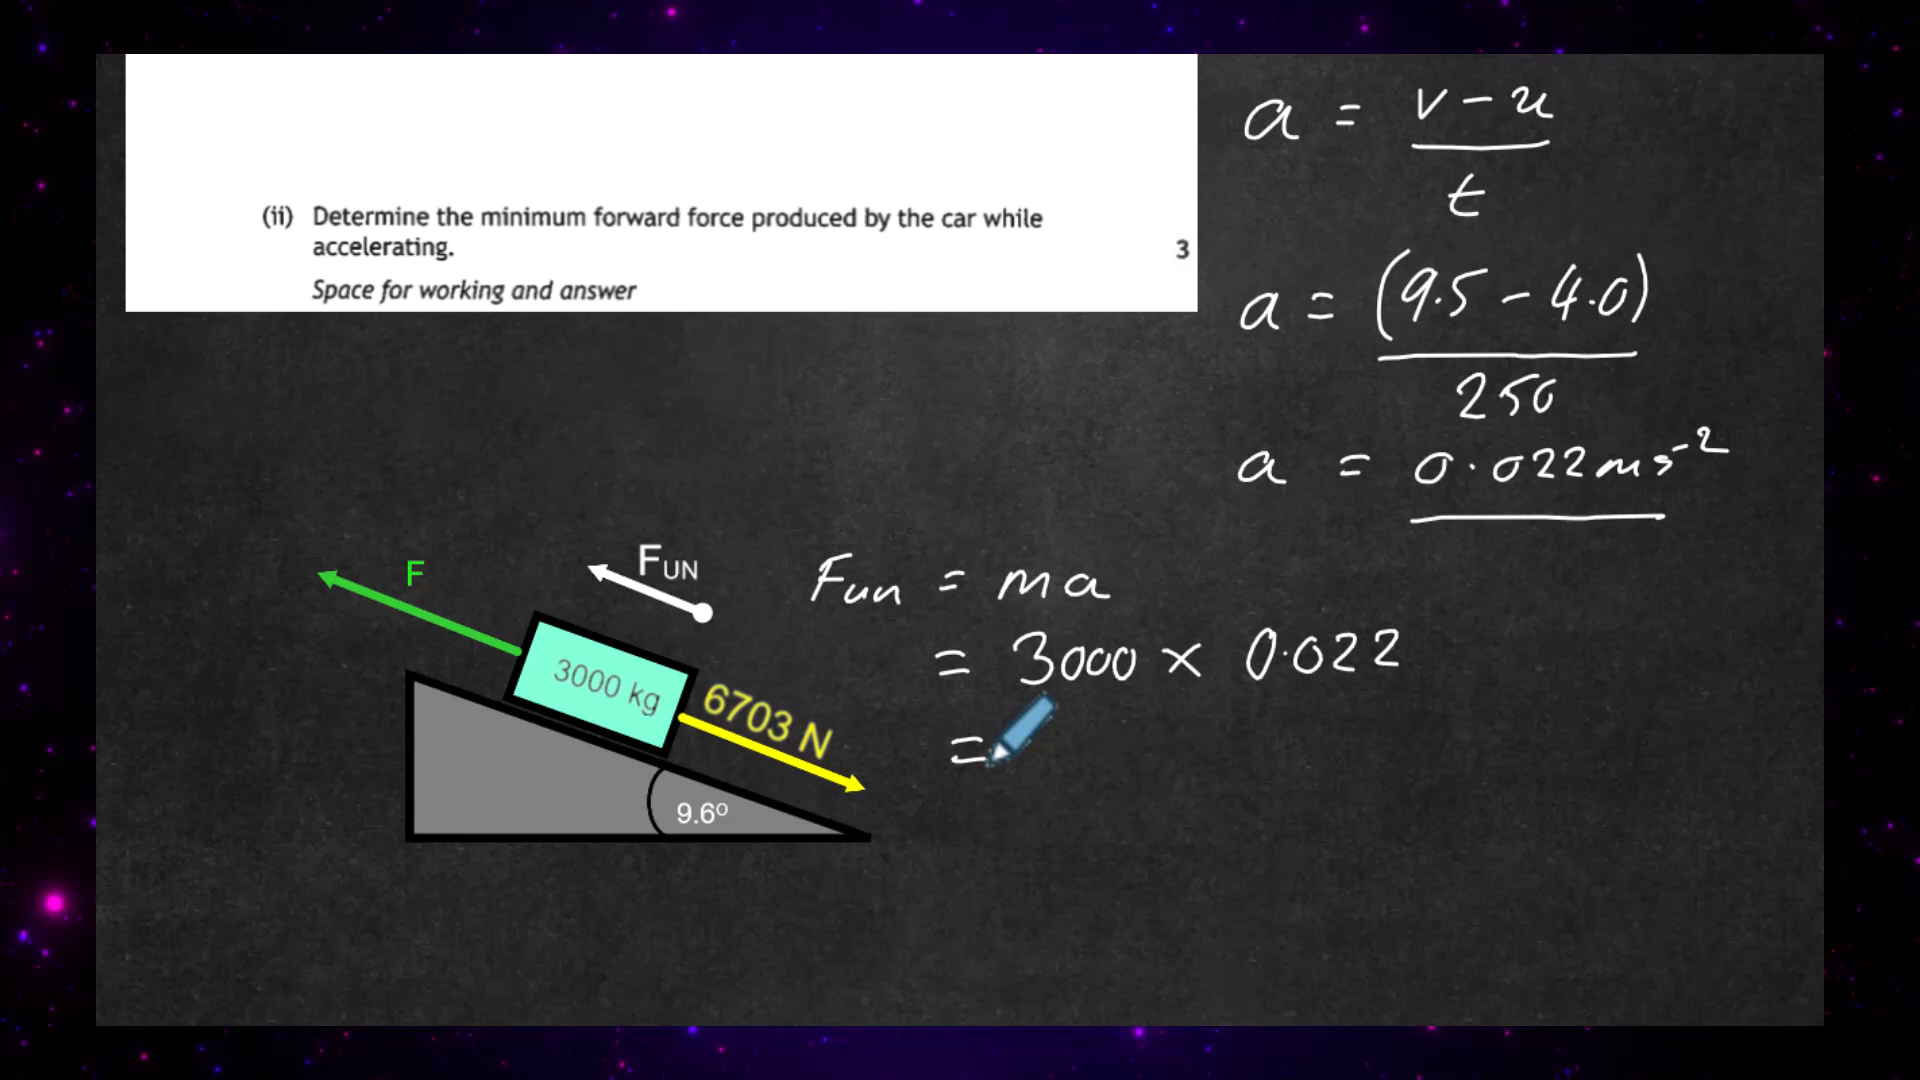 (ii) Determine the minimum forward force produced by the car while
accelerating.
3
Space for working and answer
a = v - u
t
a = (9.5 - 4.0)
250
a = 0.022 ms⁻²
F
FUN
3000 kg
6703 N
9.6º
Fun = ma
= 3000 × 0.022
=